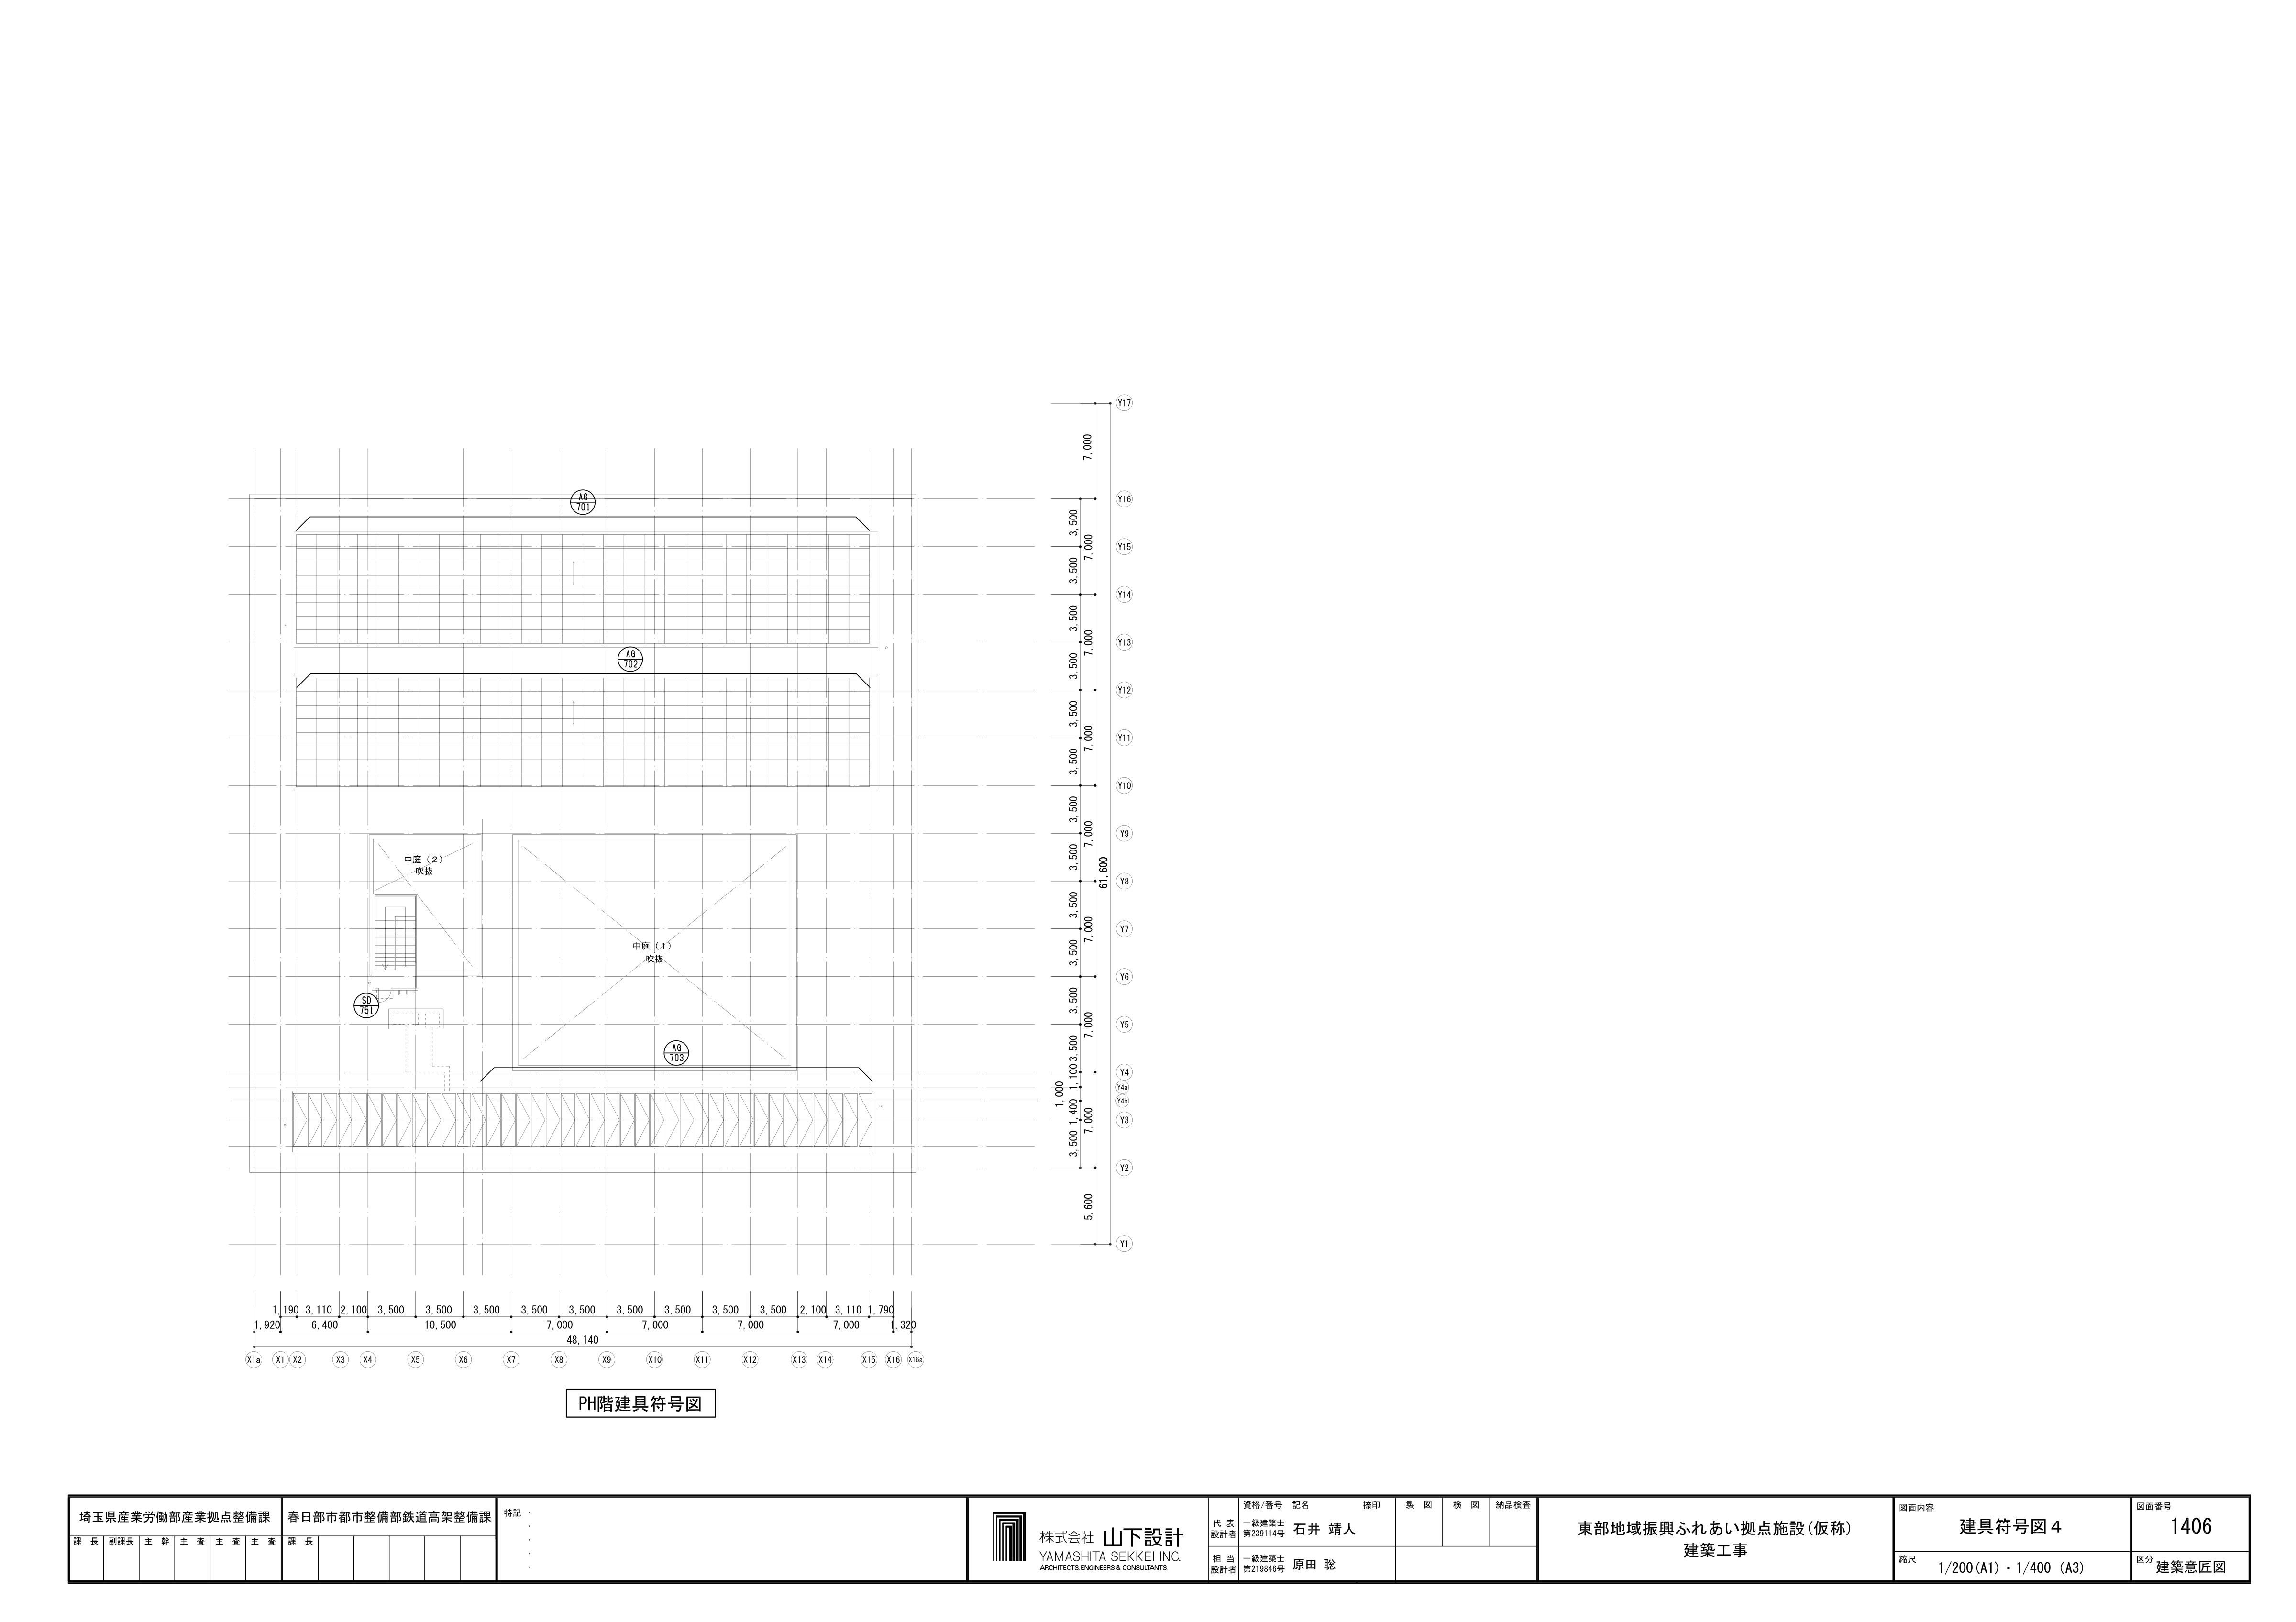 Y17
7,000
AG
701
Y16
3,500
7,000
Y15
3,500
Y14
3,500
7,000
Y13
AG
702
3,500
Y12
3,500
7,000
Y11
3,500
Y10
3,500
7,000
Y9
中庭（2）
吹抜
3,500
61,600
Y8
3,500
7,000
Y7
中庭（1）
吹抜
3,500
Y6
SD
751
3,500
7,000
Y5
AG
703
3,500
Y4
1,100
Y4a
1,000
Y4b
1,400
7,000
Y3
3,500
Y2
5,600
Y1
1,190 3,110 2,100 3,500 3,500 3,500 3,500 3,500 3,500 3,500 3,500 3,500 2,100 3,110 1,790
1,920 6,400 10,500 7,000 7,000 7,000 7,000 1,320
48,140
X1a X1 X2 X3 X4 X5 X6 X7 X8 X9 X10 X11 X12 X13 X14 X15 X16 X16a
PH階建具符号図
埼玉県産業労働部産業拠点整備課
課 長 副課長 主 幹 主 査 主 査 主 査
春日部市都市整備部鉄道高架整備課
課 長
特記
株式会社 山下設計
YAMASHITA SEKKEI INC.
ARCHITECTS, ENGINEERS & CONSULTANTS.
資格/番号 記名 捺印 製 図 検 図 納品検査
代 表
設計者
一級建築士
第239114号
石井 靖人
担 当
設計者
一級建築士
第219846号
原田 聡
東部地域振興ふれあい拠点施設(仮称)
建築工事
図面内容
建具符号図４
縮尺
1/200(A1)・1/400 (A3)
図面番号
1406
区分
建築意匠図